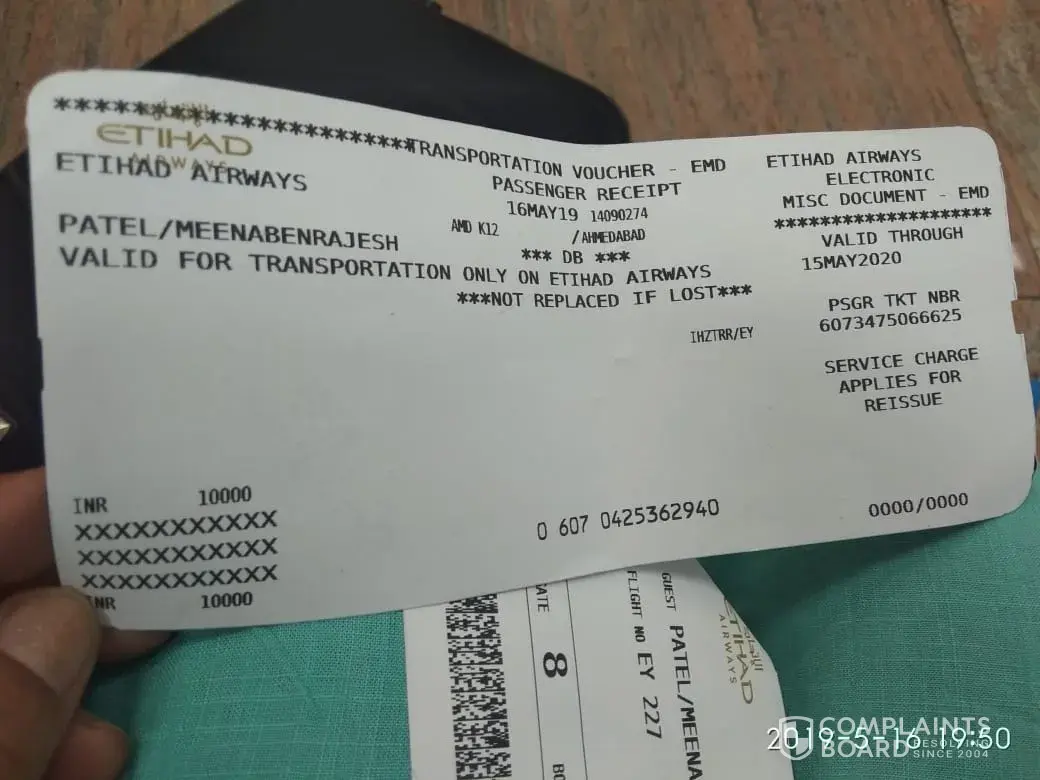 ***********************TRANSPORTATION VOUCHER - EMD
ETIHAD AIRWAYS
ETIHAD
AIRWAYS
ETIHAD AIRWAYS
ELECTRONIC
PASSENGER RECEIPT
MISC DOCUMENT - EMD
16MAY19 14090274
********************
PATEL/MEENABENRAJESH
AMD K12
/AHMEDABAD
VALID THROUGH
*** DB ***
15MAY2020
VALID FOR TRANSPORTATION ONLY ON ETIHAD AIRWAYS
***NOT REPLACED IF LOST***
PSGR TKT NBR
IHZTRR/EY
6073475066625
SERVICE CHARGE
APPLIES FOR
REISSUE
INR 10000
XXXXXXXXXXX
XXXXXXXXXXX
XXXXXXXXXXX
INR 10000
0 607 0425362940
0000/0000
ETIHAD
AIRWAYS
GUEST PATEL/MEENA
FLIGHT NO EY 227
8
2019-5-16 19:50
COMPLAINTS
BOARD RESOLVING
SINCE 2004